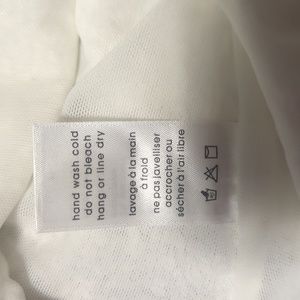 hand wash cold
do not bleach
hang or line dry
lavage à la main
à froid
ne pas javelliser
accrocher ou
sécher à l'air libre